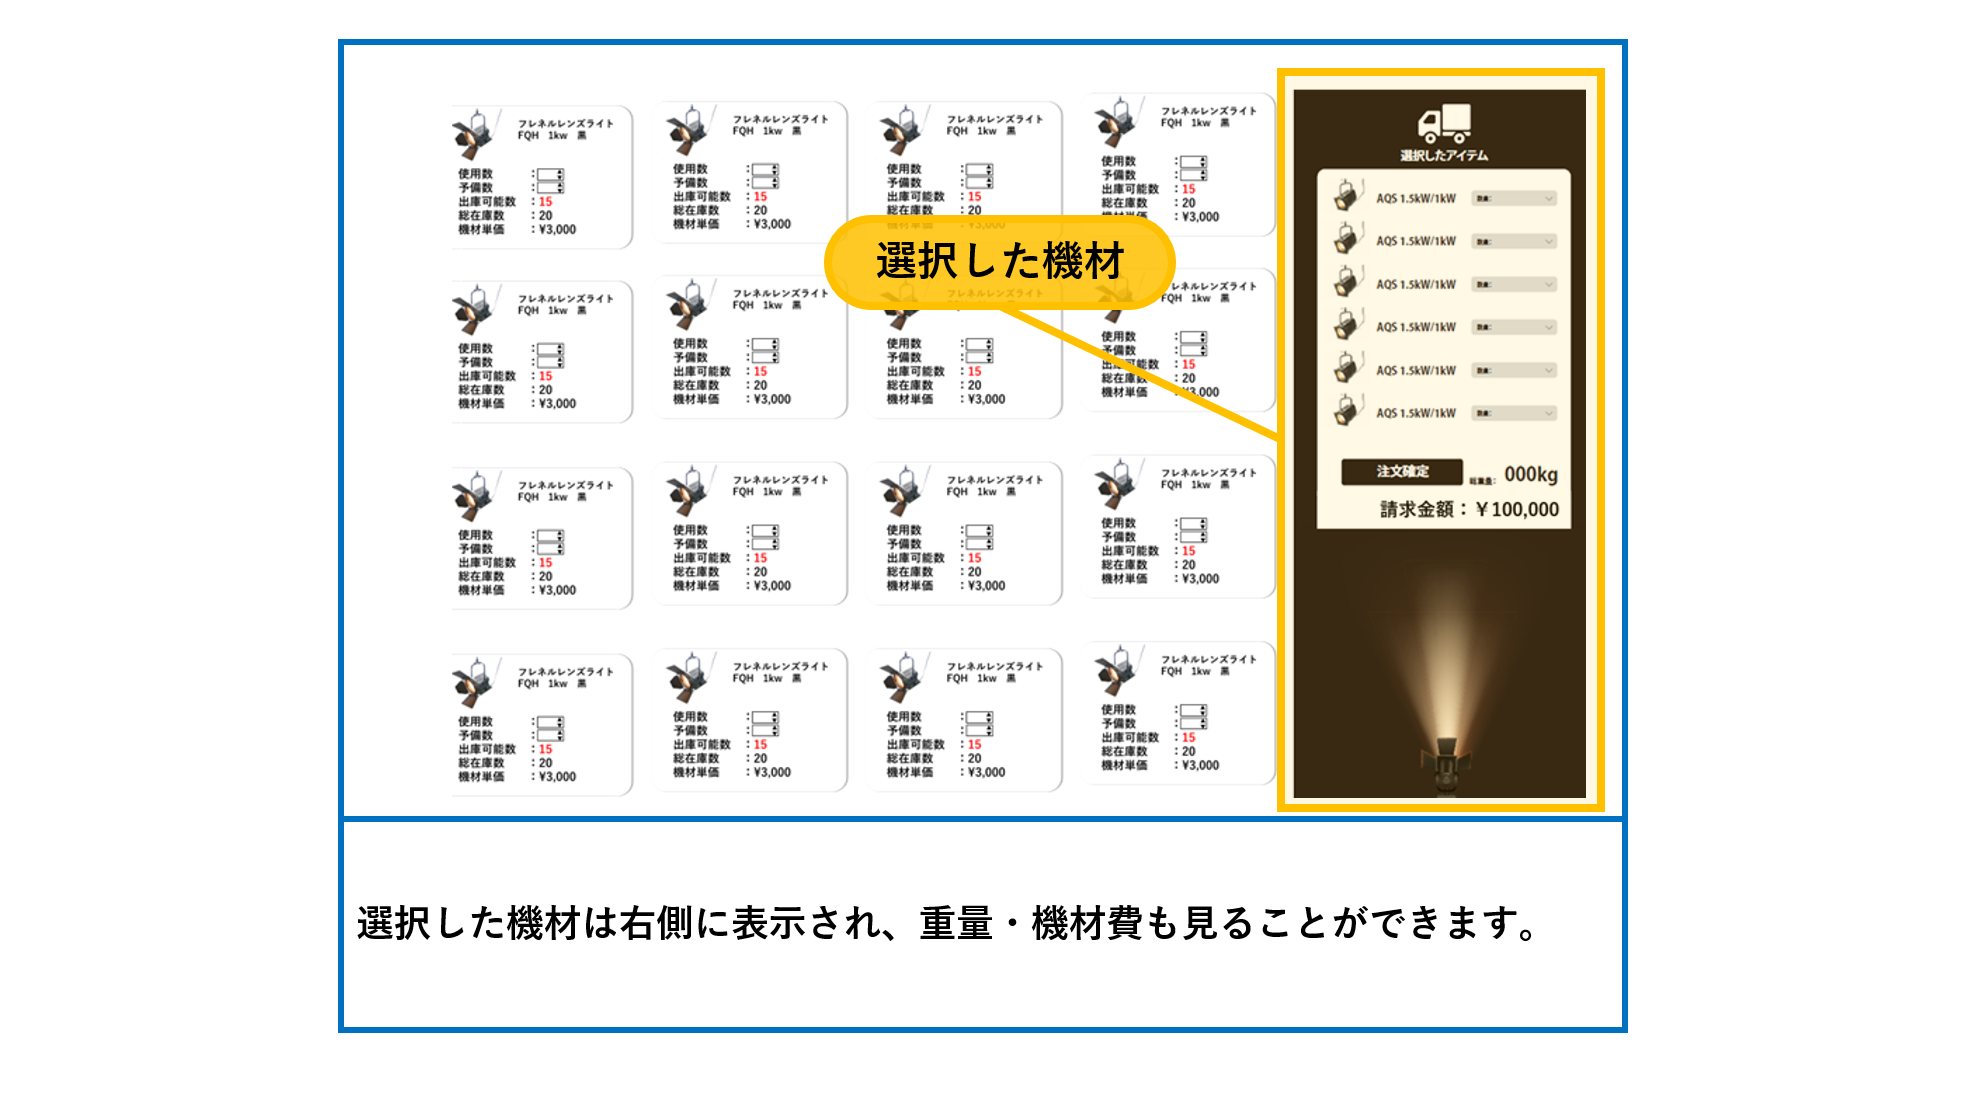 フレネルレンズライト
FQH 1kw 黒
使用数 :
予備数 :
出庫可能数 :15
総在庫数 :20
機材単価 :¥3,000
フレネルレンズライト
FQH 1kw 黒
使用数 :
予備数 :
出庫可能数 :15
総在庫数 :20
機材単価 :¥3,000
フレネルレンズライト
FQH 1kw 黒
使用数 :
予備数 :
出庫可能数 :15
総在庫数 :20
機材単価 :¥3,000
フレネルレンズライト
FQH 1kw 黒
使用数 :
予備数 :
出庫可能数 :15
総在庫数 :20
機材単価 :¥3,000
選択した機材
フレネルレンズライト
FQH 1kw 黒
使用数 :
予備数 :
出庫可能数 :15
総在庫数 :20
機材単価 :¥3,000
フレネルレンズライト
FQH 1kw 黒
使用数 :
予備数 :
出庫可能数 :15
総在庫数 :20
機材単価 :¥3,000
フレネルレンズライト
使用数 :
予備数 :
出庫可能数 :15
総在庫数 :20
機材単価 :¥3,000
レネルレンズライト
FQH 1kw 黒
使用数 :
予備数 :
出庫可能数 :15
総在庫数 :20
機材単価 :¥3,000
フレネルレンズライト
FQH 1kw 黒
使用数 :
予備数 :
出庫可能数 :15
総在庫数 :20
機材単価 :¥3,000
フレネルレンズライト
FQH 1kw 黒
使用数 :
予備数 :
出庫可能数 :15
総在庫数 :20
機材単価 :¥3,000
フレネルレンズライト
FQH 1kw 黒
使用数 :
予備数 :
出庫可能数 :15
総在庫数 :20
機材単価 :¥3,000
フレネルレンズライト
FQH 1kw 黒
使用数 :
予備数 :
出庫可能数 :15
総在庫数 :20
機材単価 :¥3,000
フレネルレンズライト
FQH 1kw 黒
使用数 :
予備数 :
出庫可能数 :15
総在庫数 :20
機材単価 :¥3,000
フレネルレンズライト
FQH 1kw 黒
使用数 :
予備数 :
出庫可能数 :15
総在庫数 :20
機材単価 :¥3,000
フレネルレンズライト
FQH 1kw 黒
使用数 :
予備数 :
出庫可能数 :15
総在庫数 :20
機材単価 :¥3,000
フレネルレンズライト
FQH 1kw 黒
使用数 :
予備数 :
出庫可能数 :15
総在庫数 :20
機材単価 :¥3,000
選択したアイテム
AQS 1.5kW/1kW 数量:
AQS 1.5kW/1kW 数量:
AQS 1.5kW/1kW 数量:
AQS 1.5kW/1kW 数量:
AQS 1.5kW/1kW 数量:
AQS 1.5kW/1kW 数量:
注文確定 総重量: 000kg
請求金額：￥100,000
選択した機材は右側に表示され、重量・機材費も見ることができます。